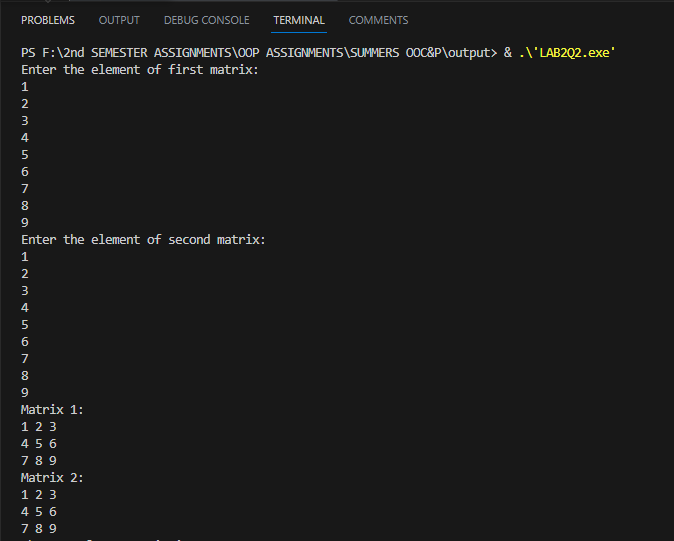 PROBLEMS OUTPUT DEBUG CONSOLE TERMINAL COMMENTS
PS F:\2nd SEMESTER ASSIGNMENTS\OOP ASSIGNMENTS\SUMMERS OOC&P\output> & .\'LAB2Q2.exe'
Enter the element of first matrix:
1
2
3
4
5
6
7
8
9
Enter the element of second matrix:
1
2
3
4
5
6
7
8
9
Matrix 1:
1 2 3
4 5 6
7 8 9
Matrix 2:
1 2 3
4 5 6
7 8 9